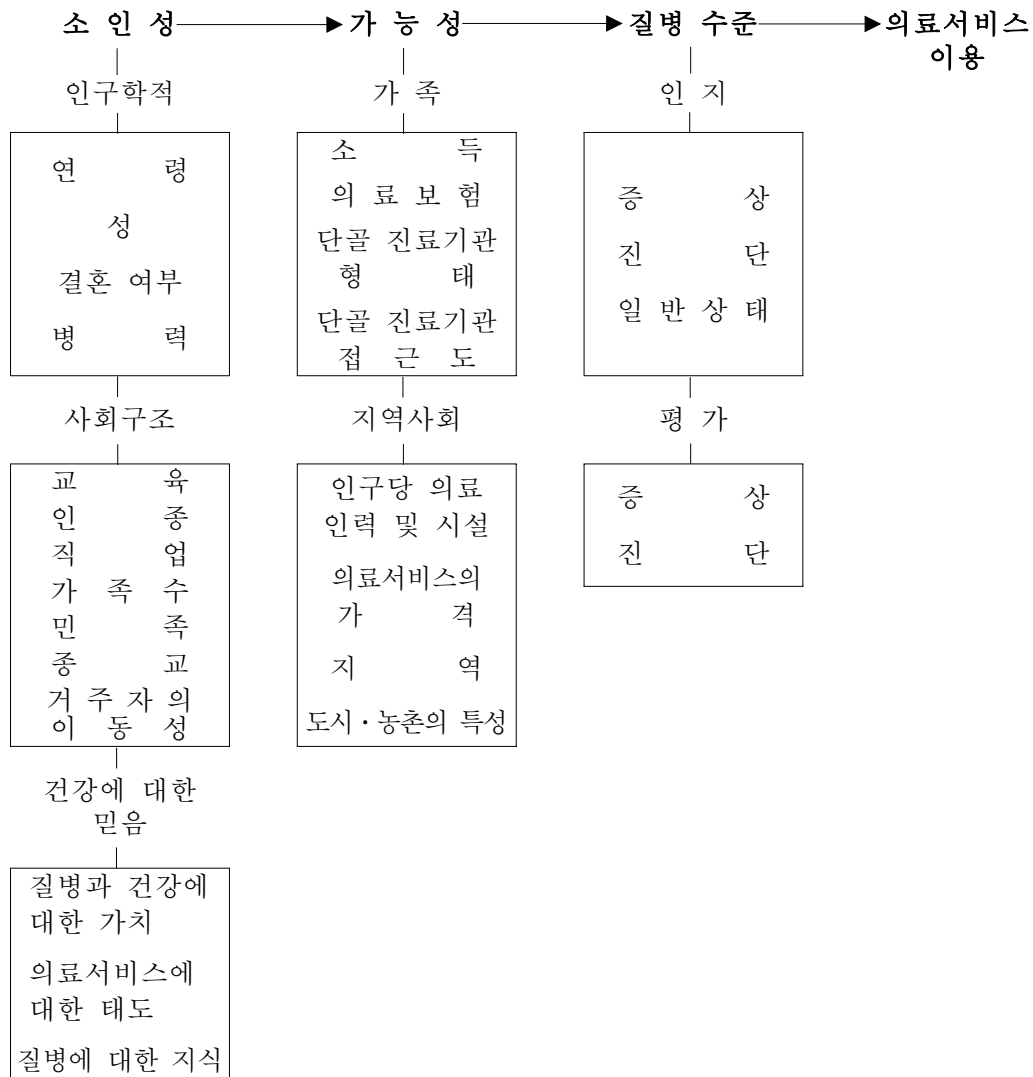 소 인 성
가 능 성
질병 수준
의료서비스
이용
인구학적
연 령
성
결혼 여부
병 력
사회구조
교 육
인 종
직 업
가 족 수
민 족
종 교
거 주 자 의
이 동 성
건강에 대한
믿음
질병과 건강에
대한 가치
의료서비스에
대한 태도
질병에 대한 지식
가 족
소 득
의 료 보 험
단골 진료기관
형 태
단골 진료기관
접 근 도
지역사회
인구당 의료
인력 및 시설
의료서비스의
가 격
지 역
도시·농촌의 특성
인 지
증 상
진 단
일 반 상 태
평 가
증 상
진 단